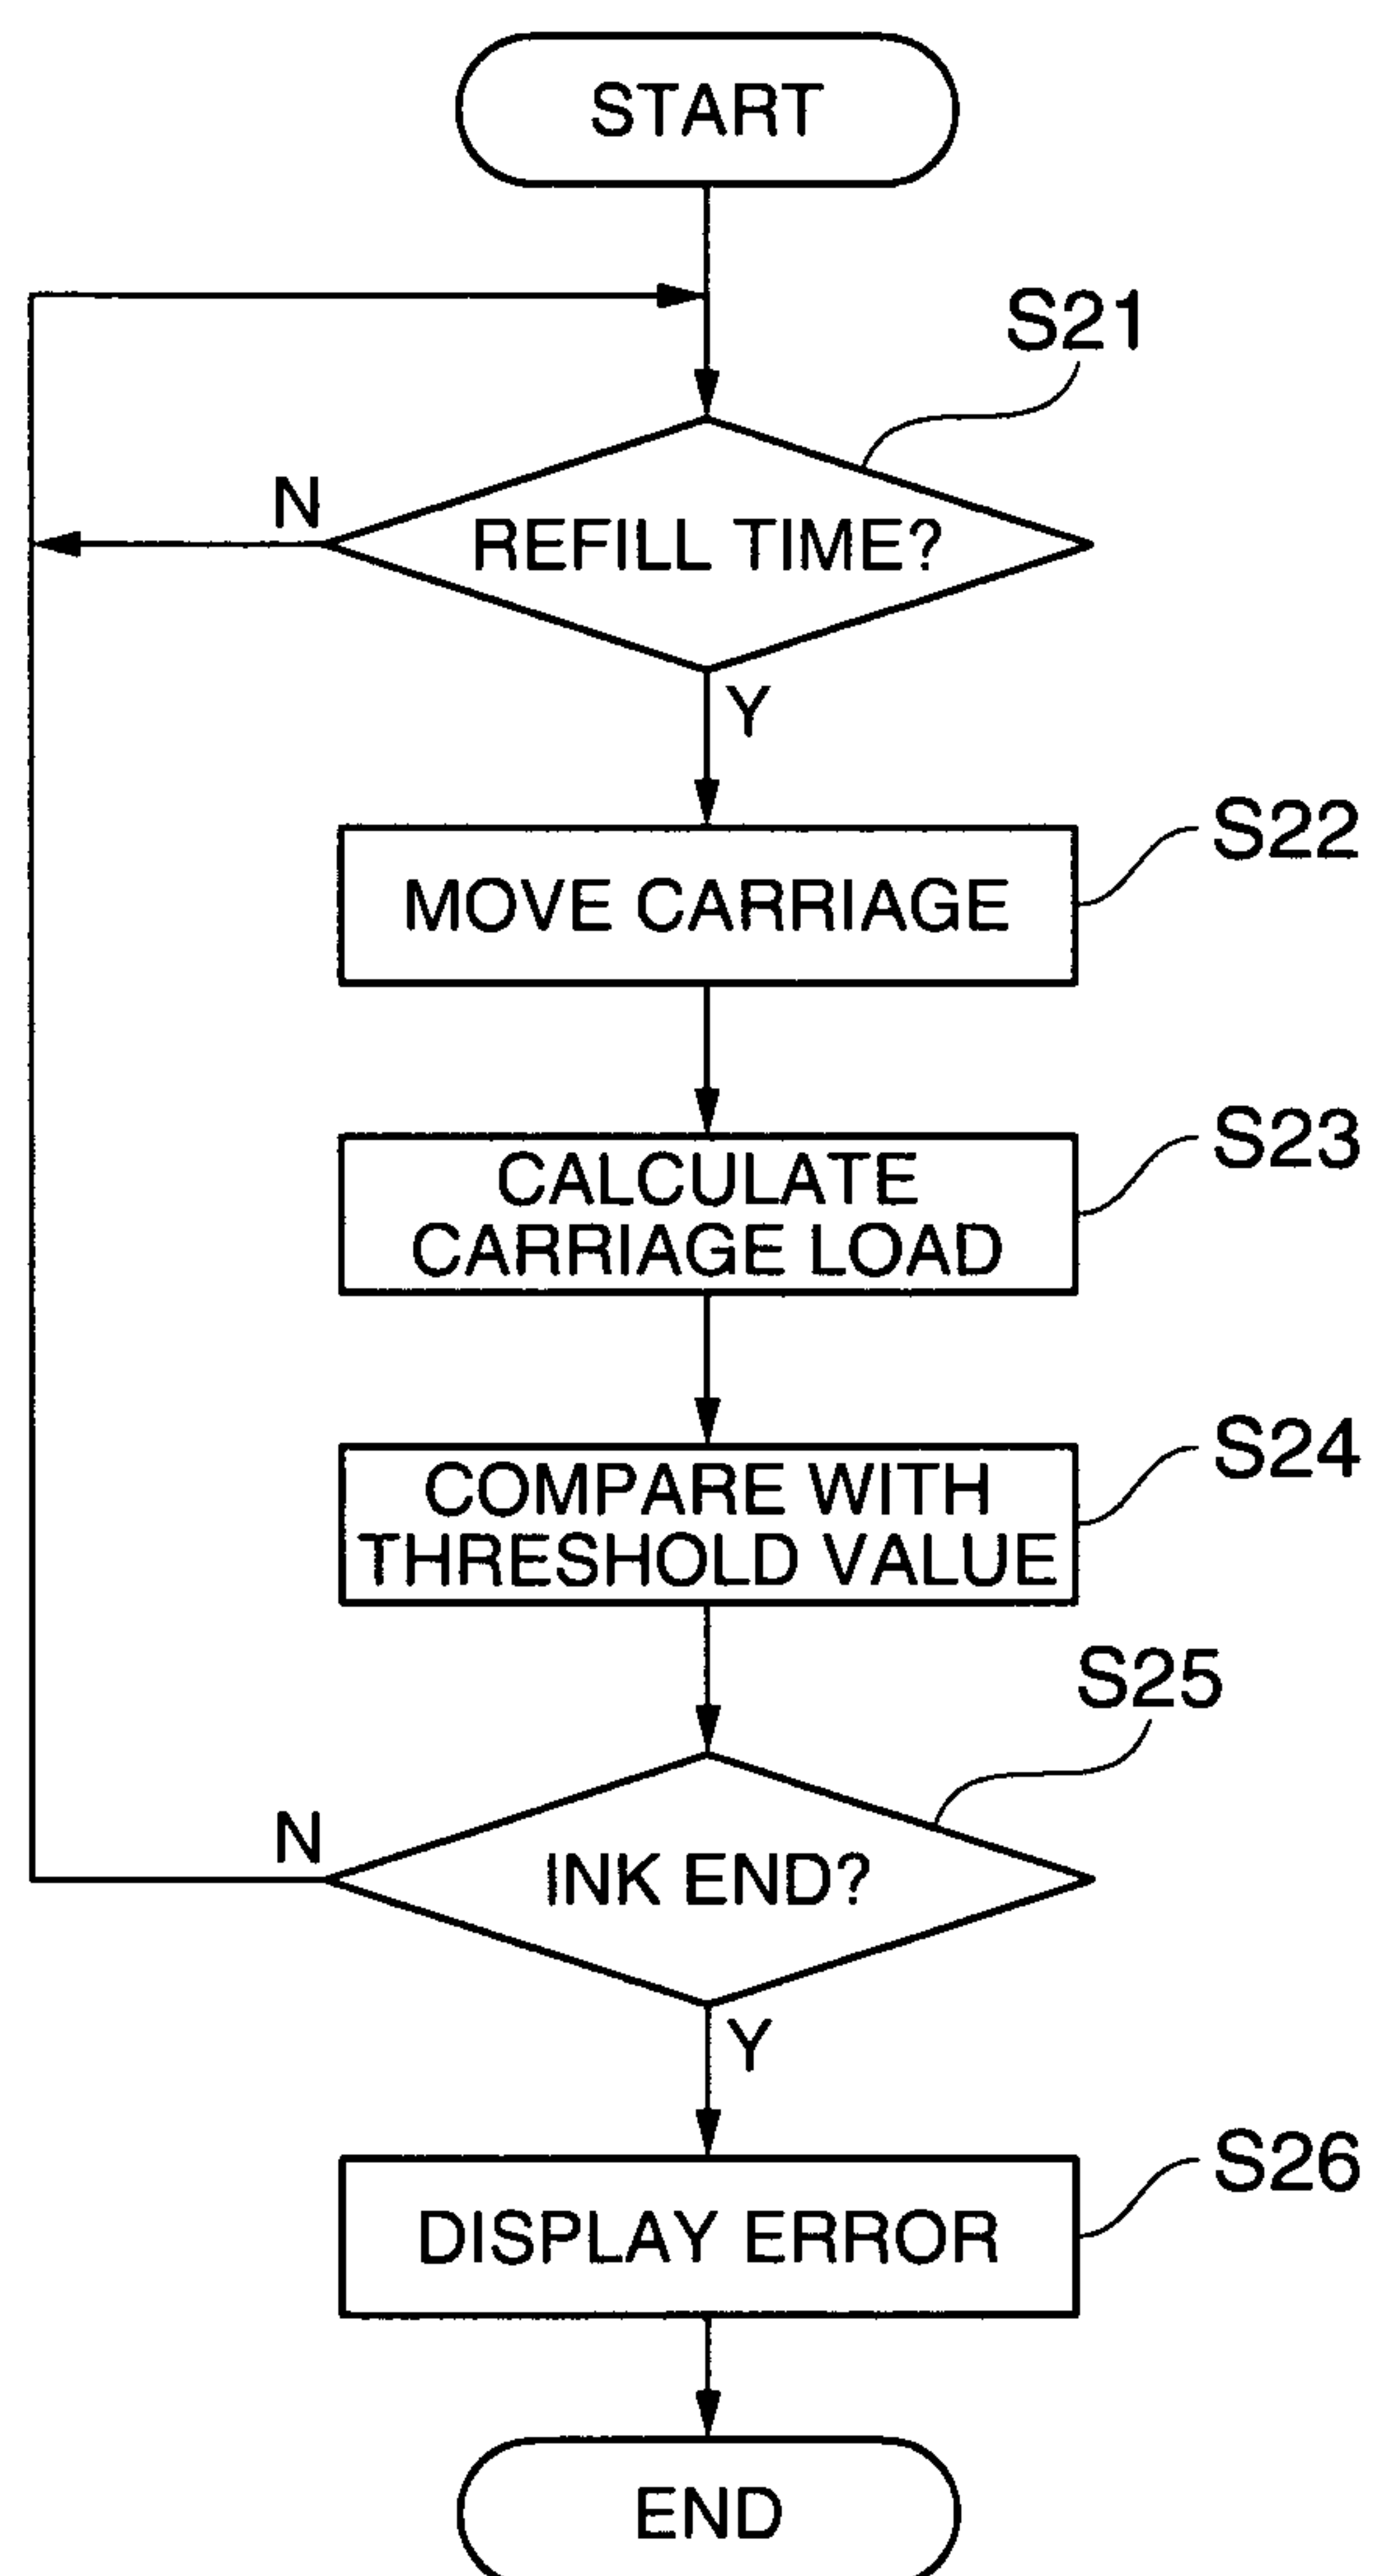 START
S21
N
REFILL TIME?
Y
S22
MOVE CARRIAGE
S23
CALCULATE
CARRIAGE LOAD
S24
COMPARE WITH
THRESHOLD VALUE
S25
N
INK END?
Y
S26
DISPLAY ERROR
END